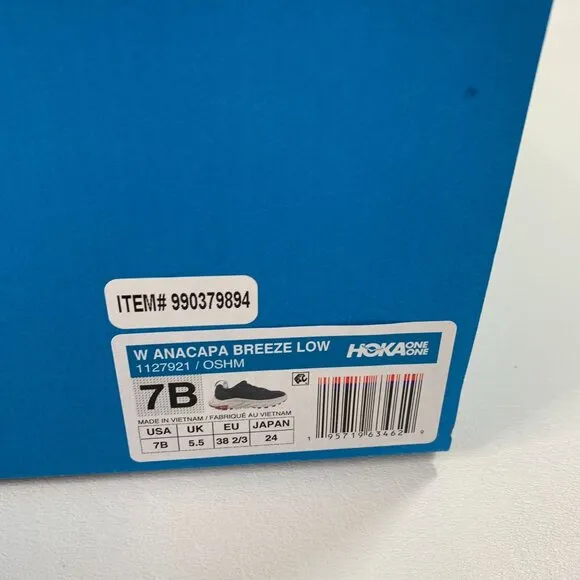 ITEM# 990379894
W ANACAPA BREEZE LOW
HOKA ONE ONE
1127921 / OSHM
7B
MADE IN VIETNAM / FABRIQUÉ AU VIETNAM
USA UK EU JAPAN
7B 5.5 38 2/3 24
1 95719 63462 9